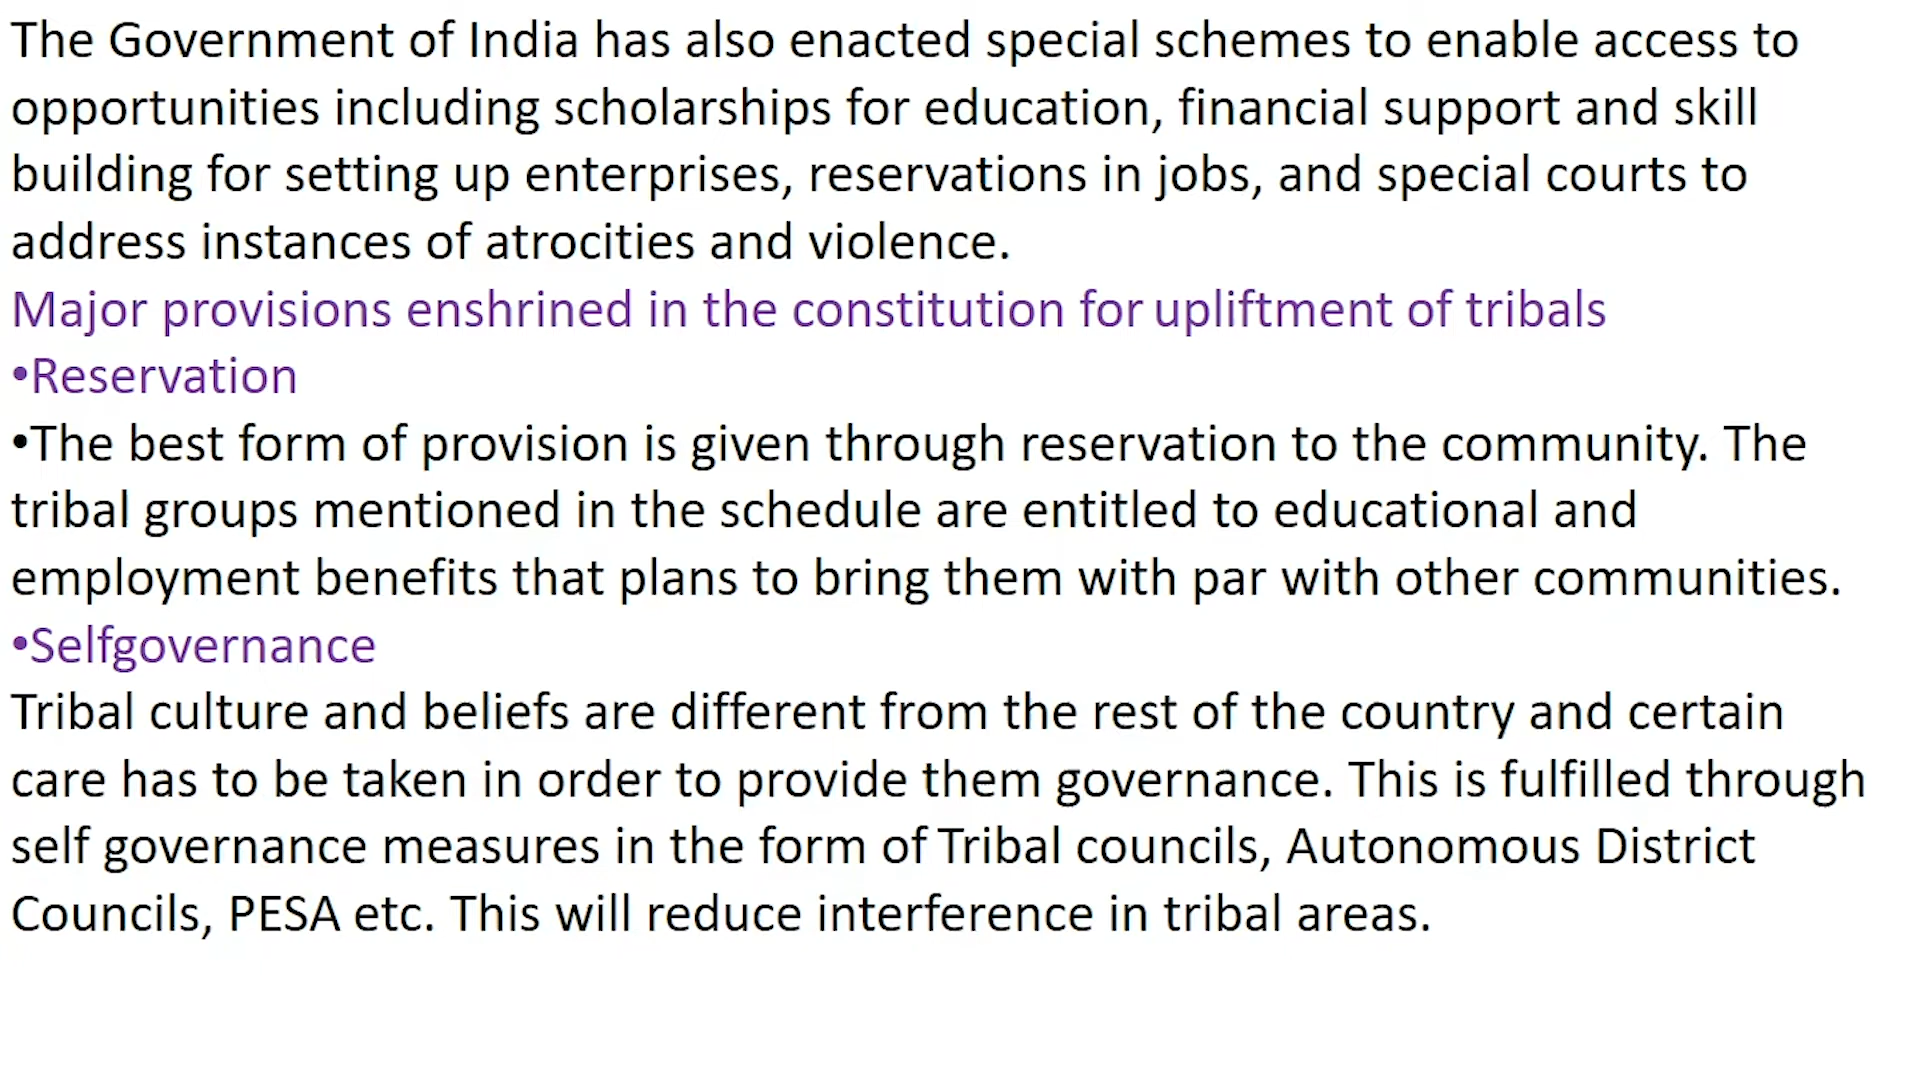 The Government of India has also enacted special schemes to enable access to
opportunities including scholarships for education, financial support and skill
building for setting up enterprises, reservations in jobs, and special courts to
address instances of atrocities and violence.
Major provisions enshrined in the constitution for upliftment of tribals
•Reservation
•The best form of provision is given through reservation to the community. The
tribal groups mentioned in the schedule are entitled to educational and
employment benefits that plans to bring them with par with other communities.
•Selfgovernance
Tribal culture and beliefs are different from the rest of the country and certain
care has to be taken in order to provide them governance. This is fulfilled through
self governance measures in the form of Tribal councils, Autonomous District
Councils, PESA etc. This will reduce interference in tribal areas.